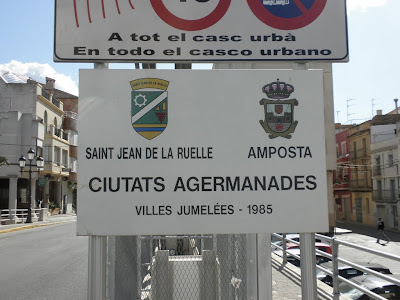 A tot el casc urbà
En todo el casco urbano
SAINT JEAN DE LA RUELLE
AMPOSTA
CIUTATS AGERMANADES
VILLES JUMELÉES - 1985